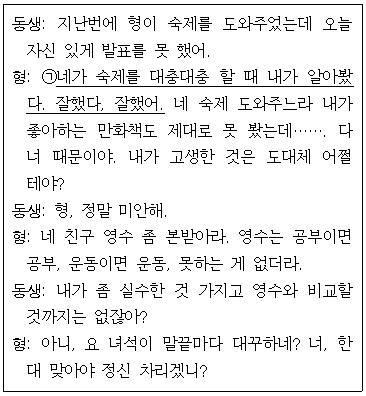 동생: 지난번에 형이 숙제를 도와주었는데 오늘
자신 있게 발표를 못 했어.
형: ㉠네가 숙제를 대충대충 할 때 내가 알아봤
다. 잘했다, 잘했어. 네 숙제 도와주느라 내가
좋아하는 만화책도 제대로 못 봤는데……. 다
너 때문이야. 내가 고생한 것은 도대체 어쩔
테야?
동생: 형, 정말 미안해.
형: 네 친구 영수 좀 본받아라. 영수는 공부이면
공부, 운동이면 운동, 못하는 게 없더라.
동생: 내가 좀 실수한 것 가지고 영수와 비교할
것까지는 없잖아?
형: 아니, 요 녀석이 말끝마다 대꾸하네? 너, 한
대 맞아야 정신 차리겠니?